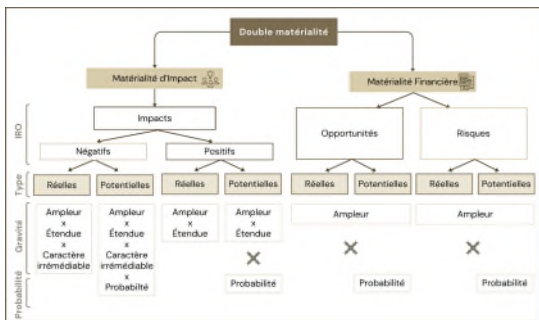 Double matérialité
Matérialité d'Impact
Matérialité Financière
IRO
Impacts
Opportunités
Risques
Négatifs
Positifs
Type
Réelles
Potentielles
Réelles
Potentielles
Réelles
Potentielles
Réelles
Potentielles
Gravité
Ampleur
x
Étendue
x
Caractère
irrémédiable
Ampleur
x
Étendue
x
Caractère
irrémédiable
x
Probabilté
Ampleur
x
Étendue
Ampleur
x
Étendue
Ampleur
Ampleur
Probabilité
Probabilité
Probabilité
Probabilité